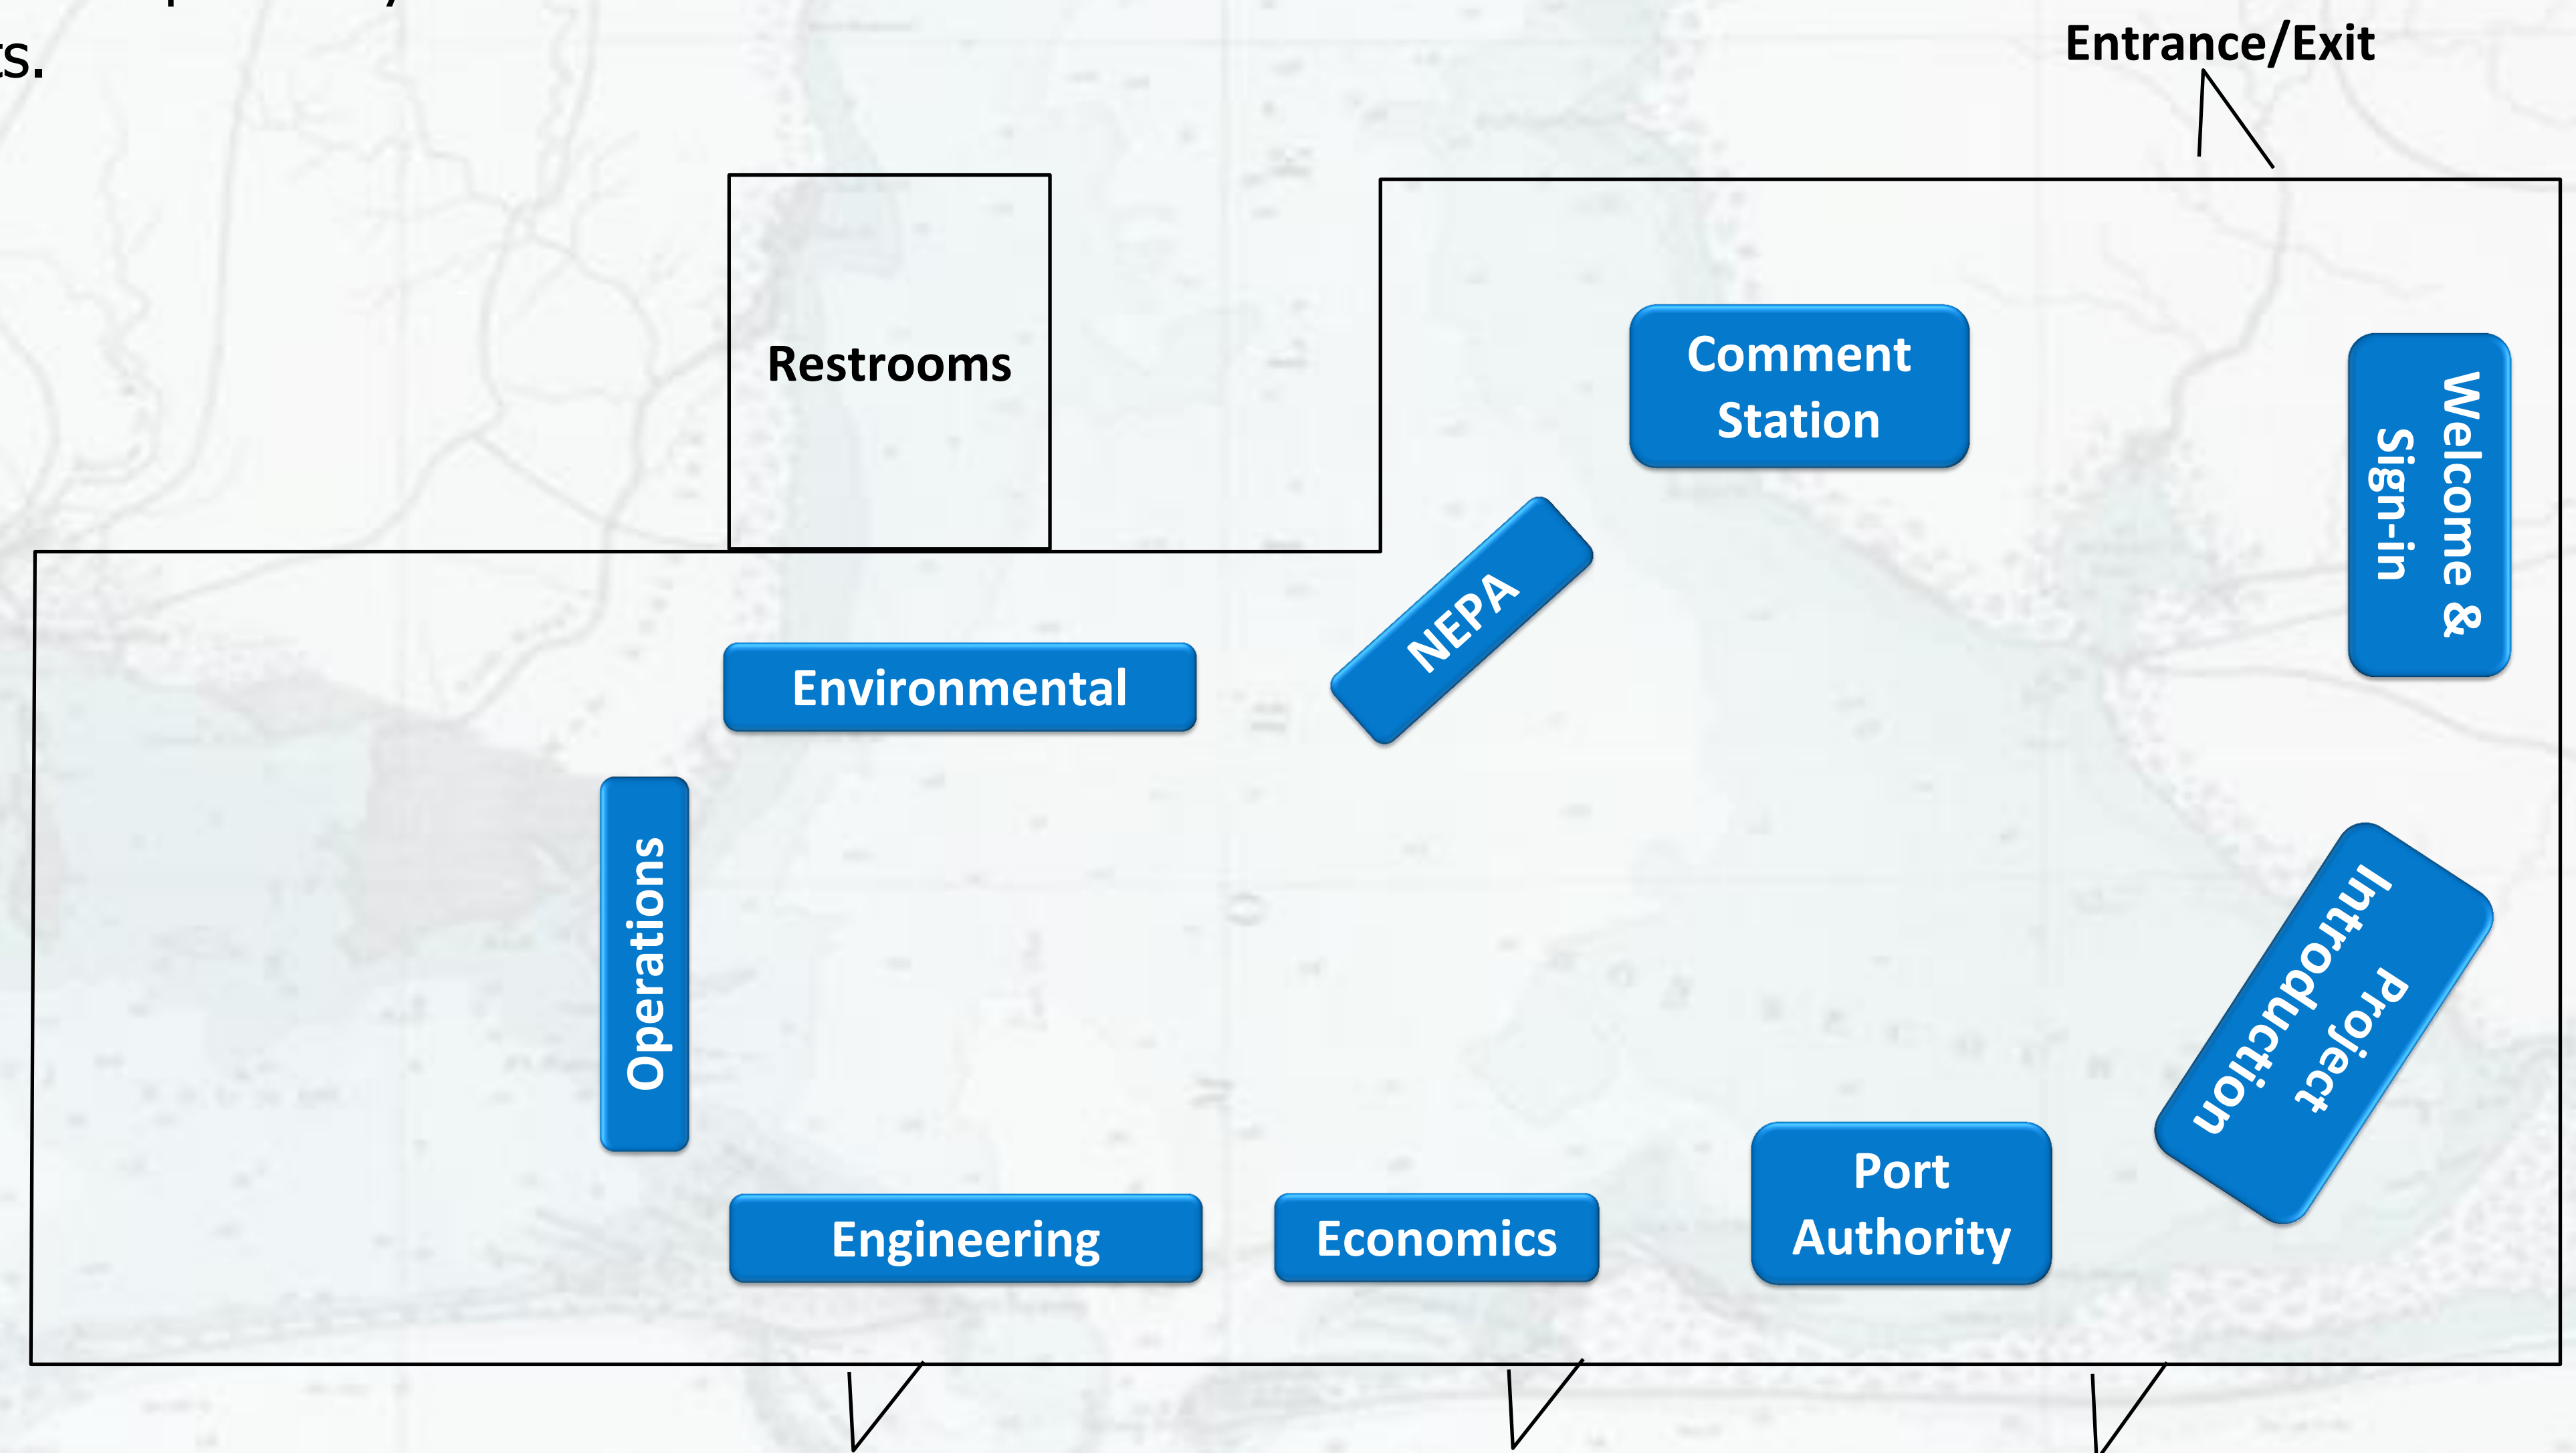 ts.
Entrance/Exit
Restrooms
Comment
Station
Welcome &
Sign-in
NEPA
Environmental
Operations
Project
Introduction
Port
Authority
Engineering
Economics